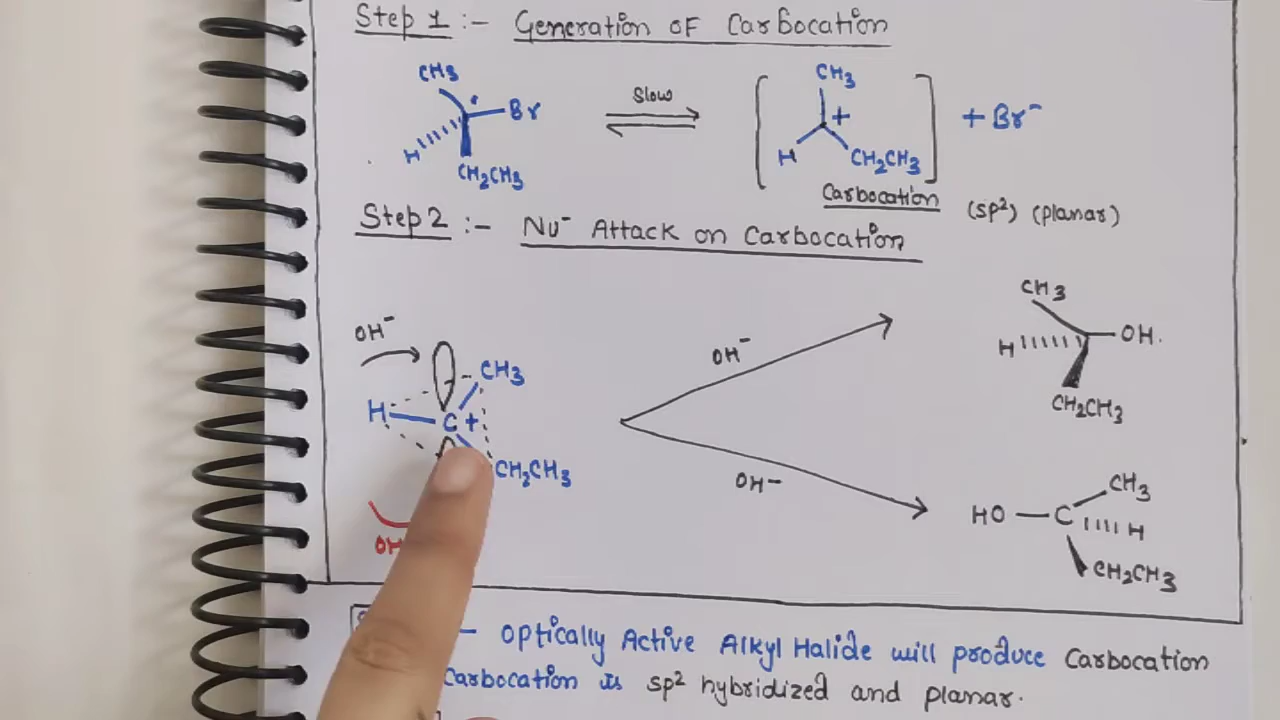 Step 1 :- Generation OF Carbocation
CH3
Br
H
CH2CH3
Slow
CH3
+
H
CH2CH3
+ Br⁻
Carbocation (sp²) (planar)
Step 2 :- Nu⁻ Attack on Carbocation
OH⁻
H
C +
CH3
CH2CH3
OH
OH⁻
OH⁻
CH3
H
OH.
CH2CH3
HO
C
CH3
H
CH2CH3
- Optically Active Alkyl Halide will produce Carbocation
Carbocation is sp² hybridized and planar.